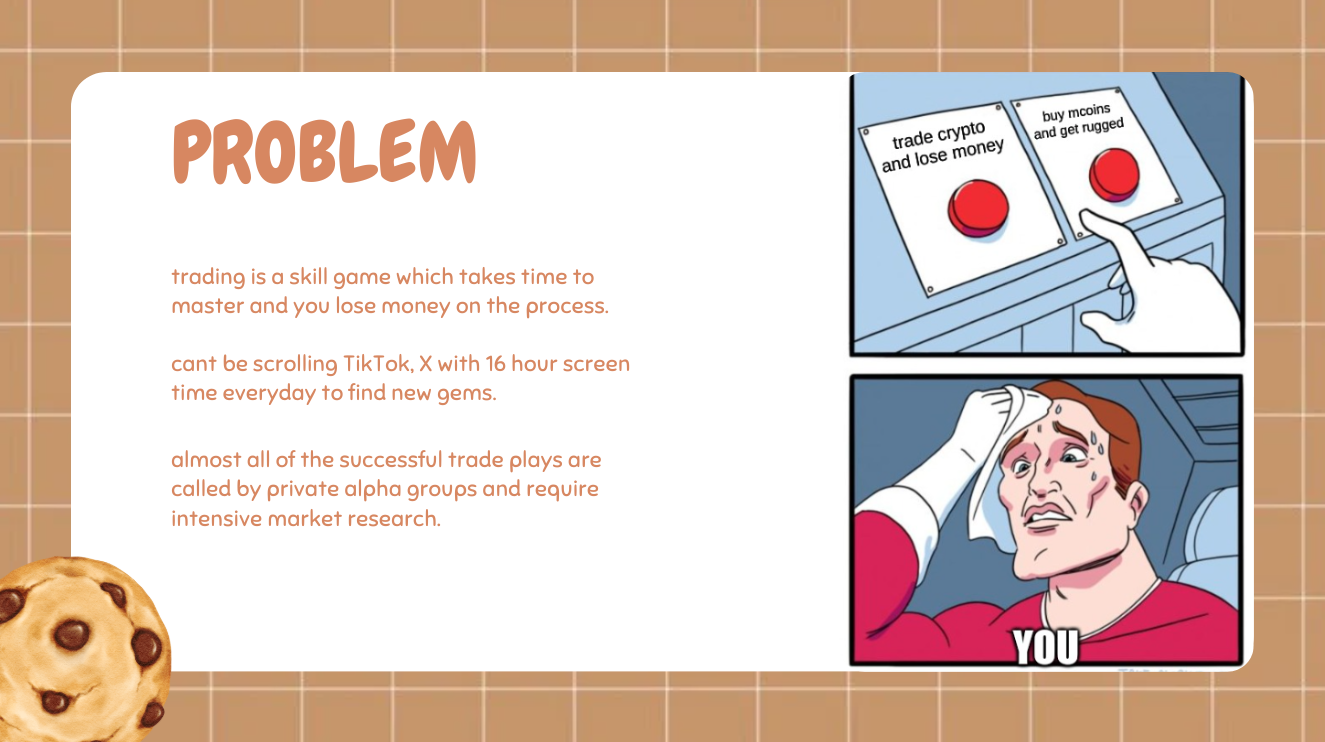 PROBLEM
trading is a skill game which takes time to
master and you lose money on the process.
cant be scrolling TikTok, X with 16 hour screen
time everyday to find new gems.
almost all of the successful trade plays are
called by private alpha groups and require
intensive market research.
trade crypto
and lose money
buy mcoins
and get rugged
YOU